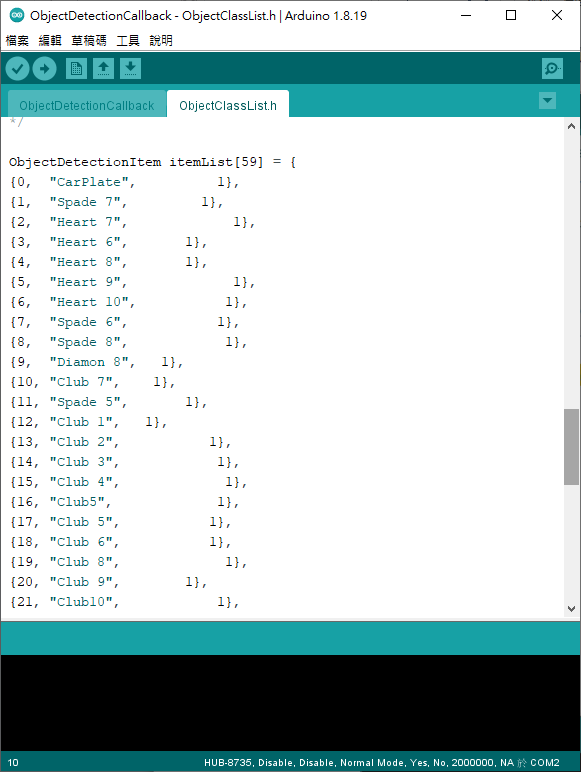 ObjectDetectionCallback - ObjectClassList.h | Arduino 1.8.19
檔案 編輯 草稿碼 工具 說明
ObjectDetectionCallback ObjectClassList.h
*/
ObjectDetectionItem itemList[59] = {
{0, "CarPlate", 1},
{1, "Spade 7", 1},
{2, "Heart 7", 1},
{3, "Heart 6", 1},
{4, "Heart 8", 1},
{5, "Heart 9", 1},
{6, "Heart 10", 1},
{7, "Spade 6", 1},
{8, "Spade 8", 1},
{9, "Diamon 8", 1},
{10, "Club 7", 1},
{11, "Spade 5", 1},
{12, "Club 1", 1},
{13, "Club 2", 1},
{14, "Club 3", 1},
{15, "Club 4", 1},
{16, "Club5", 1},
{17, "Club 5", 1},
{18, "Club 6", 1},
{19, "Club 8", 1},
{20, "Club 9", 1},
{21, "Club10", 1},
10 HUB-8735, Disable, Disable, Normal Mode, Yes, No, 2000000, NA 於 COM2